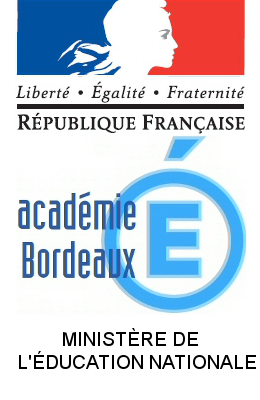 Liberté • Égalité • Fraternité
RÉPUBLIQUE FRANÇAISE
académie
Bordeaux
É
MINISTÈRE DE
L'ÉDUCATION NATIONALE